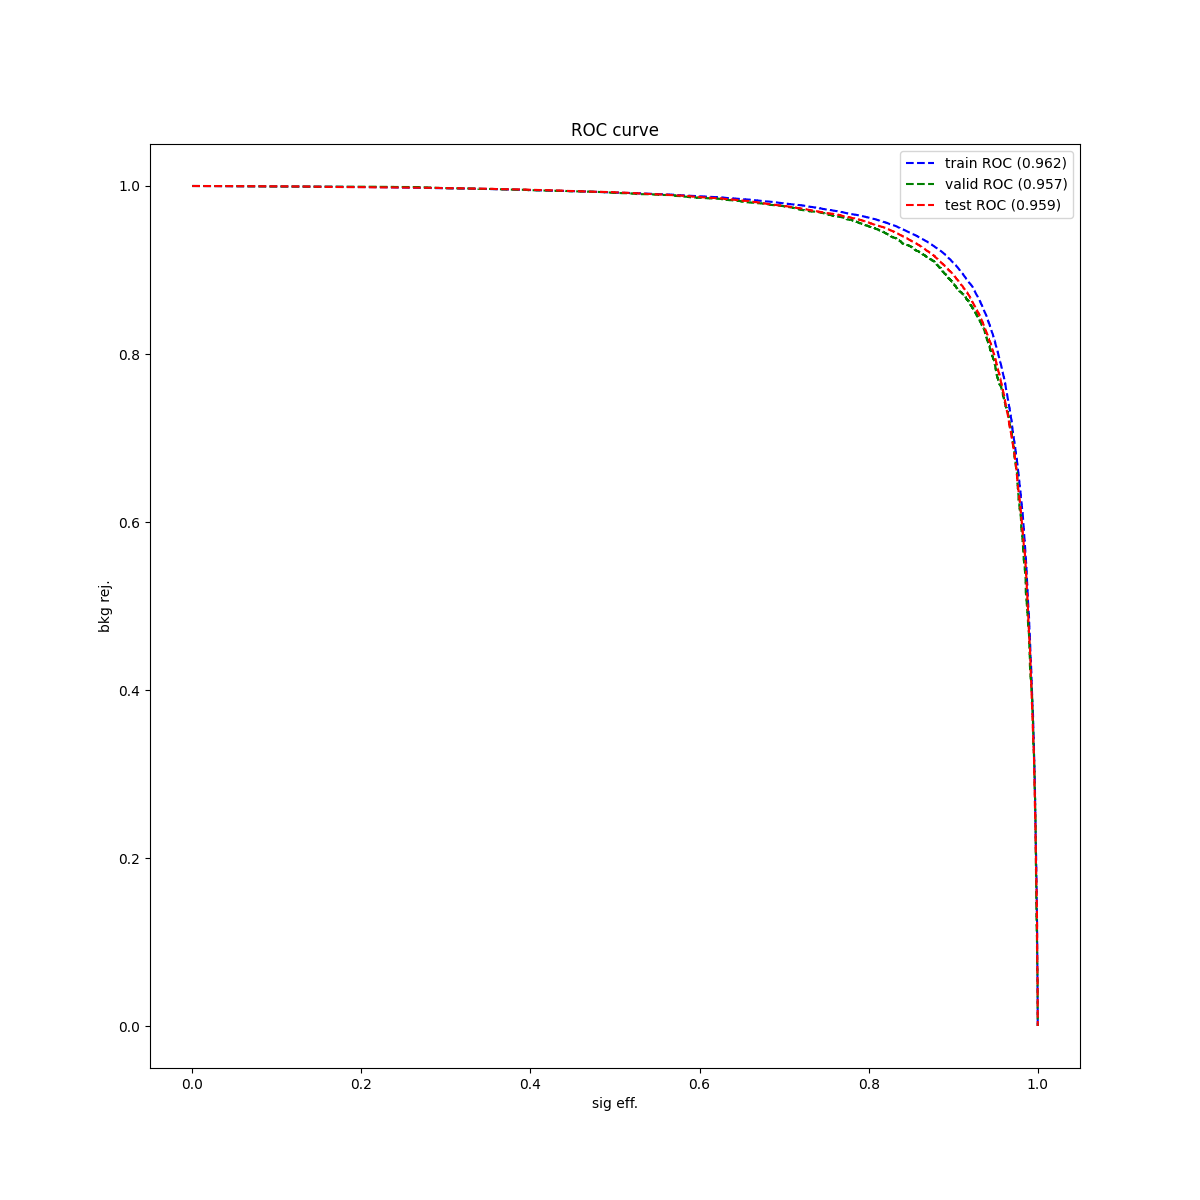 ROC curve
train ROC (0.962)
valid ROC (0.957)
test ROC (0.959)
1.0
0.8
0.6
0.4
0.2
0.0
bkg rej.
0.0 0.2 0.4 0.6 0.8 1.0
sig eff.